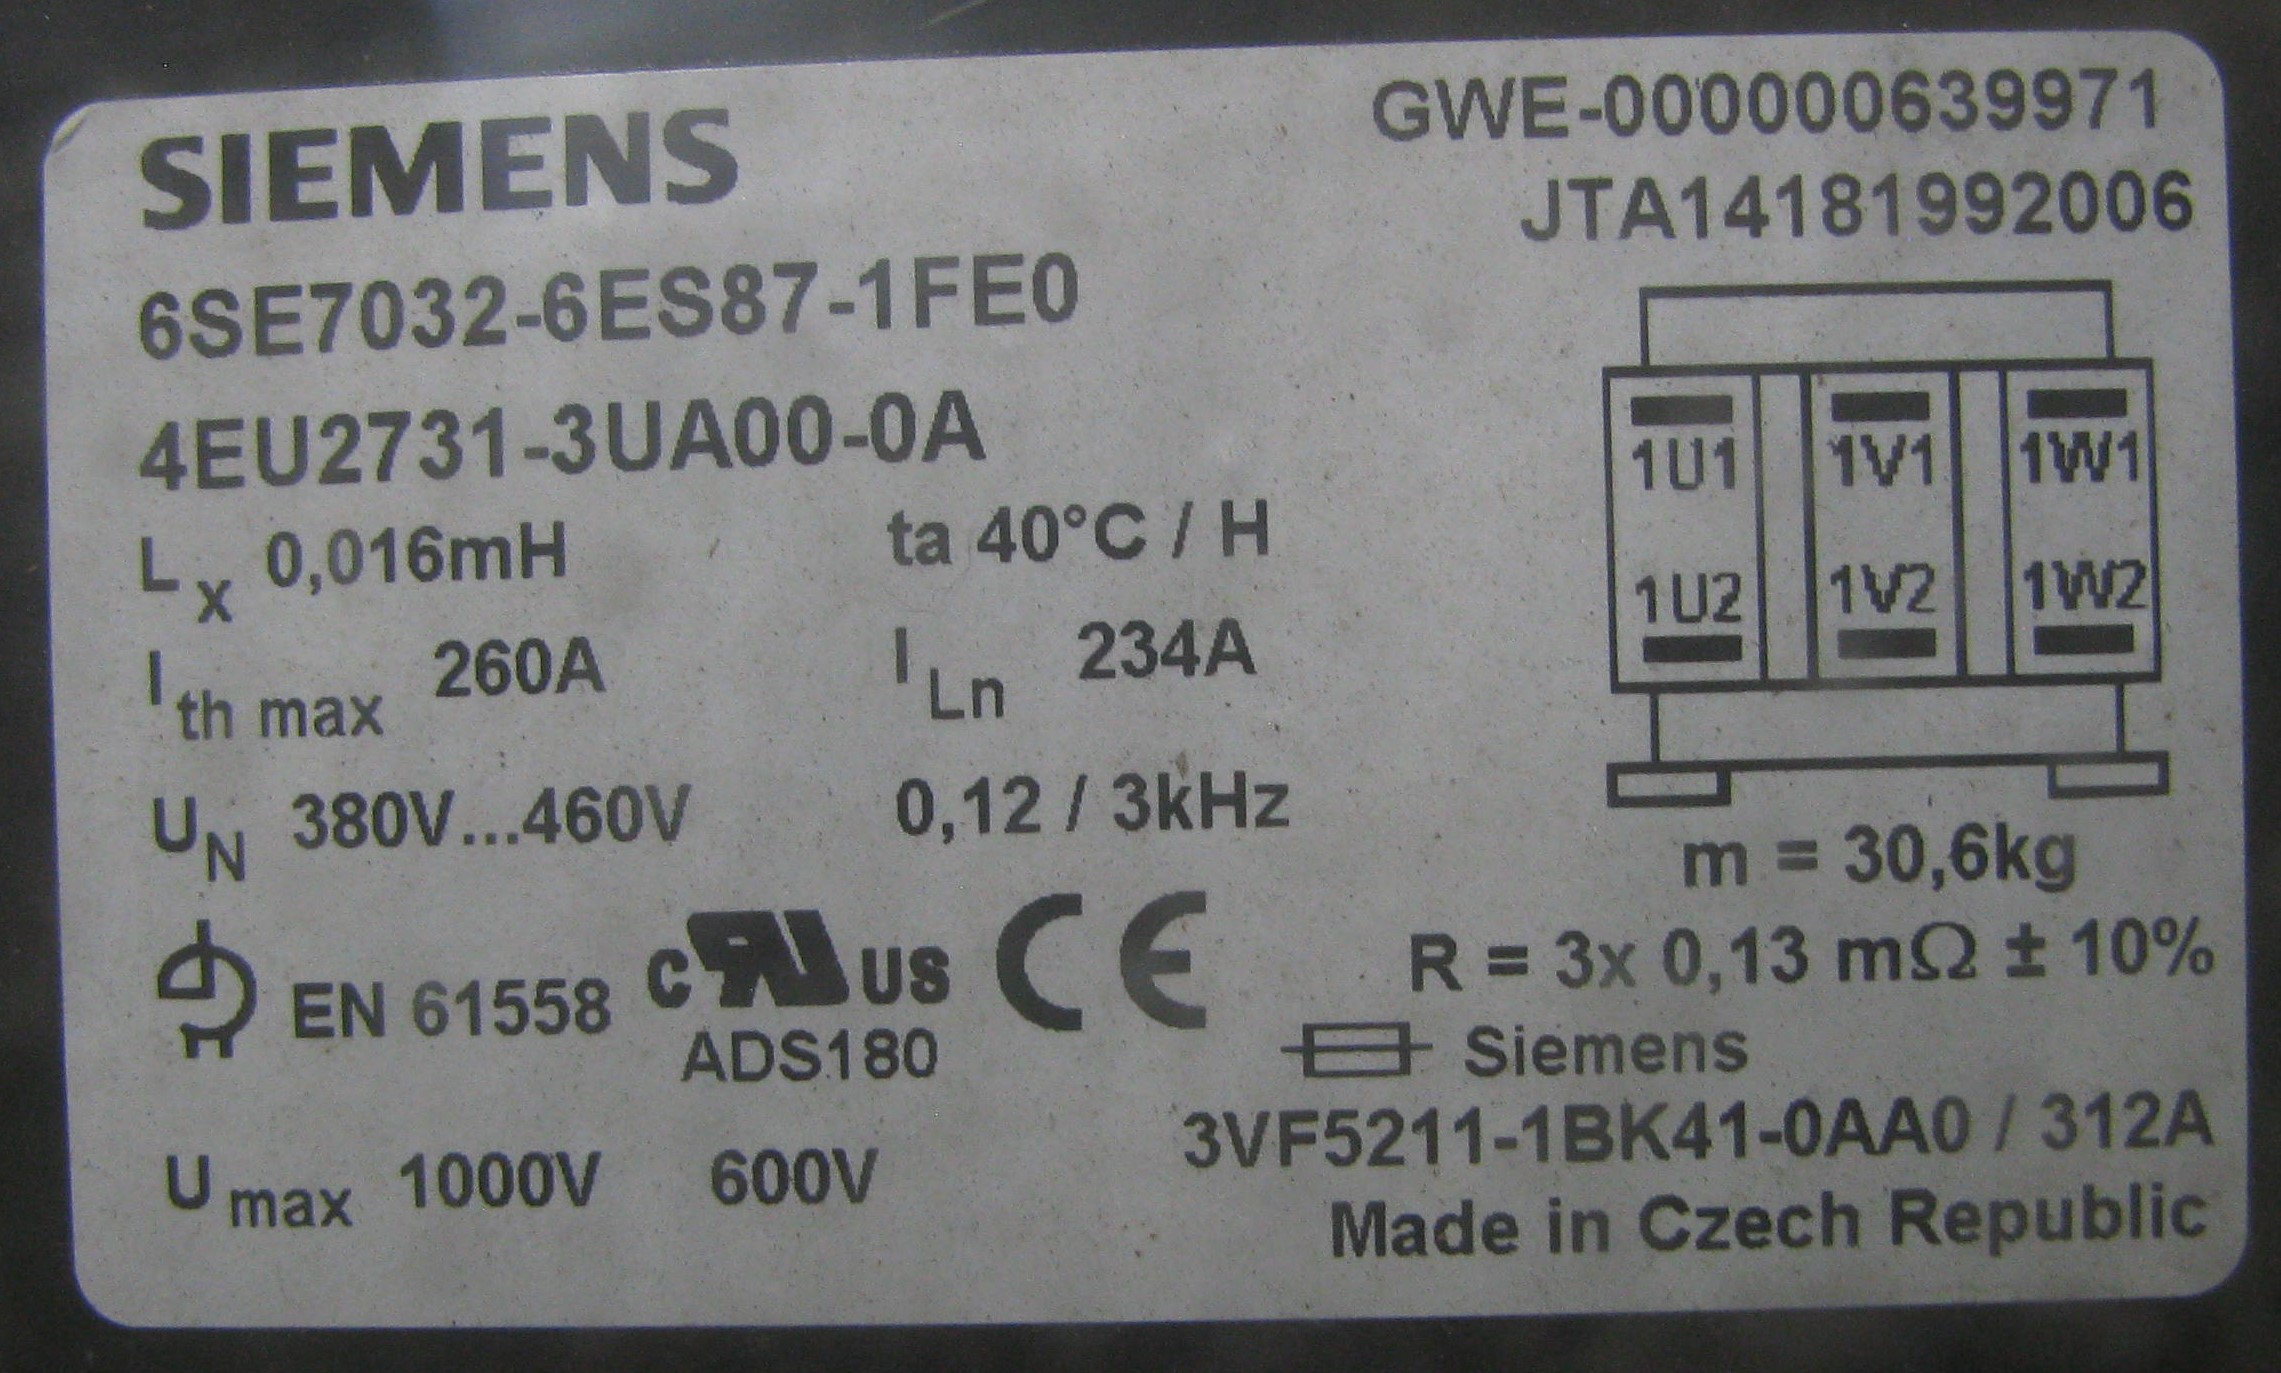 SIEMENS
GWE-000000639971
JTA14181992006
6SE7032-6ES87-1FE0
4EU2731-3UA00-0A
Lx 0,016mH
ta 40°C / H
Ith max 260A
ILn 234A
UN 380V...460V
0,12 / 3kHz
1U1 1V1 1W1
1U2 1V2 1W2
m = 30,6kg
EN 61558
C RU US
CE
ADS180
R = 3x 0,13 mΩ ± 10%
Siemens
3VF5211-1BK41-0AA0 / 312A
Umax 1000V 600V
Made in Czech Republic